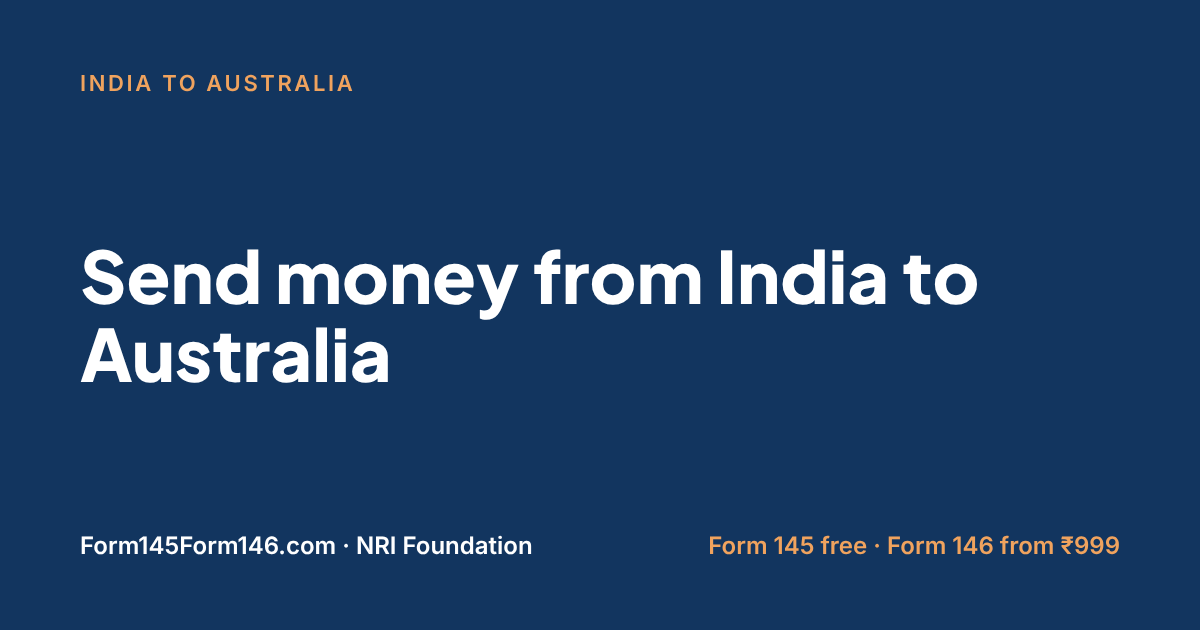 INDIA TO AUSTRALIA
Send money from India to
Australia
Form145Form146.com · NRI Foundation
Form 145 free · Form 146 from ₹999